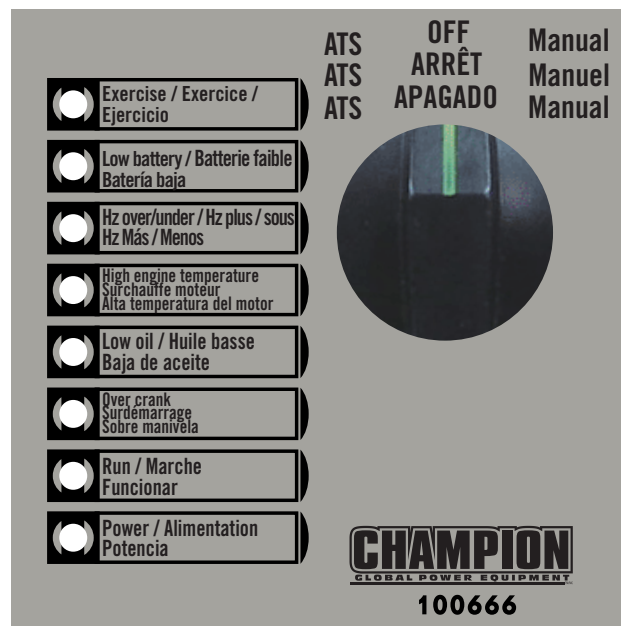 ATS OFF Manual
ATS ARRÊT Manuel
ATS APAGADO Manual
Exercise / Exercice /
Ejercicio
Low battery / Batterie faible
Batería baja
Hz over/under / Hz plus / sous
Hz Más / Menos
High engine temperature
Surchauffe moteur
Alta temperatura del motor
Low oil / Huile basse
Baja de aceite
Over crank
Surdémarrage
Sobre manivela
Run / Marche
Funcionar
Power / Alimentation
Potencia
CHAMPION
GLOBAL POWER EQUIPMENT
100666